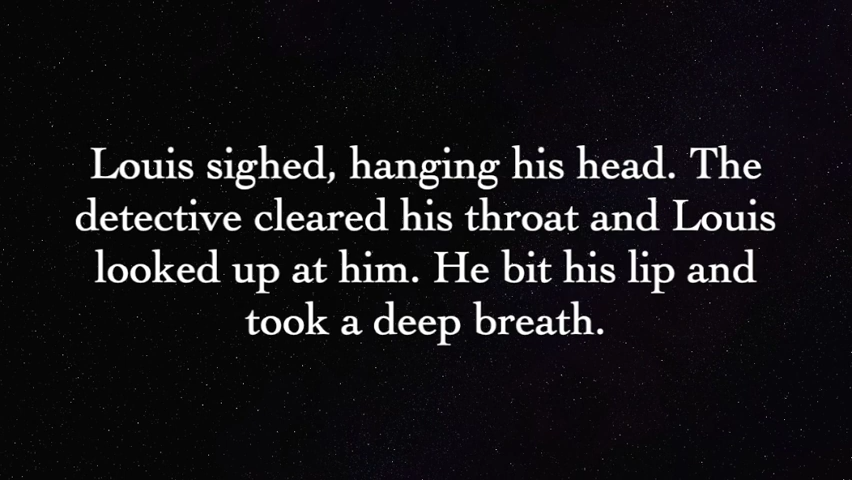 Louis sighed, hanging his head. The
detective cleared his throat and Louis
looked up at him. He bit his lip and
took a deep breath.